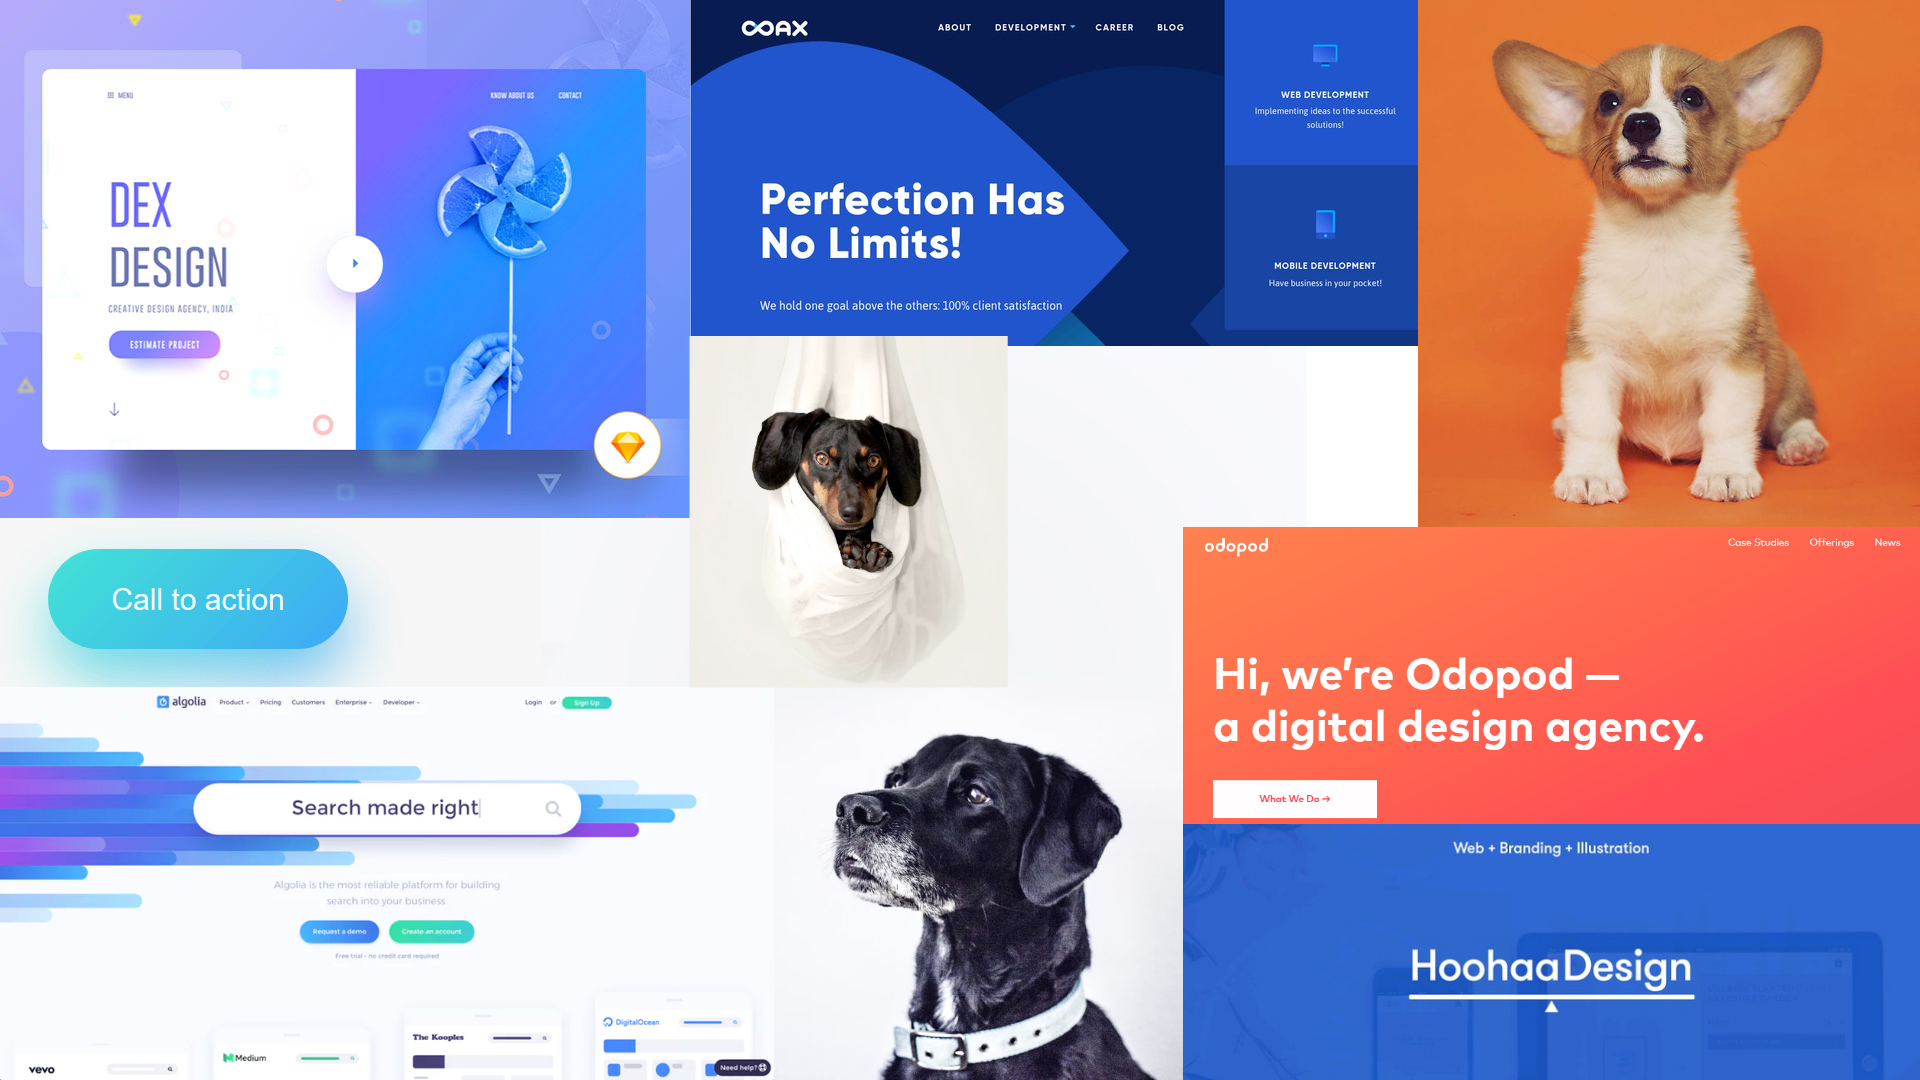 MENU
KNOW ABOUT US
CONTACT
DEX
DESIGN
CREATIVE DESIGN AGENCY, INDIA
ESTIMATE PROJECT
COAX
ABOUT
DEVELOPMENT
CAREER
BLOG
Perfection Has
No Limits!
We hold one goal above the others: 100% client satisfaction
WEB DEVELOPMENT
Implementing ideas to the successful
solutions!
MOBILE DEVELOPMENT
Have business in your pocket!
Call to action
odopod
Case Studies
Offerings
News
Hi, we're Odopod —
a digital design agency.
What We Do →
algolia
Product
Pricing
Customers
Enterprise
Developer
Login or Sign Up
Search made right
Algolia is the most reliable platform for building
search into your business.
Request a demo
Create an account
Free trial - no credit card required
vevo
Medium
The Kooples
DigitalOcean
Need help?
Web + Branding + Illustration
HoohaaDesign